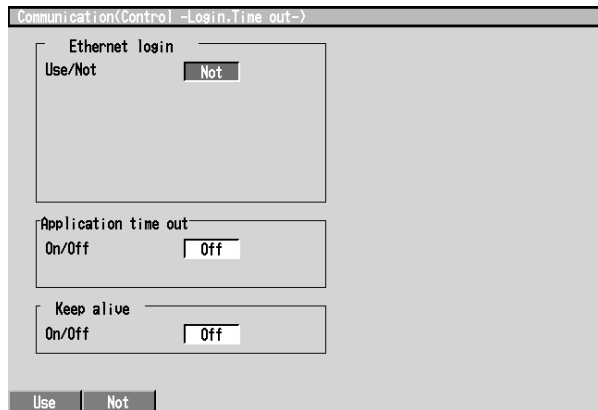 Communication(Control -Login,Time out-)
Ethernet login
Use/Not Not
Application time out
On/Off Off
Keep alive
On/Off Off
Use Not